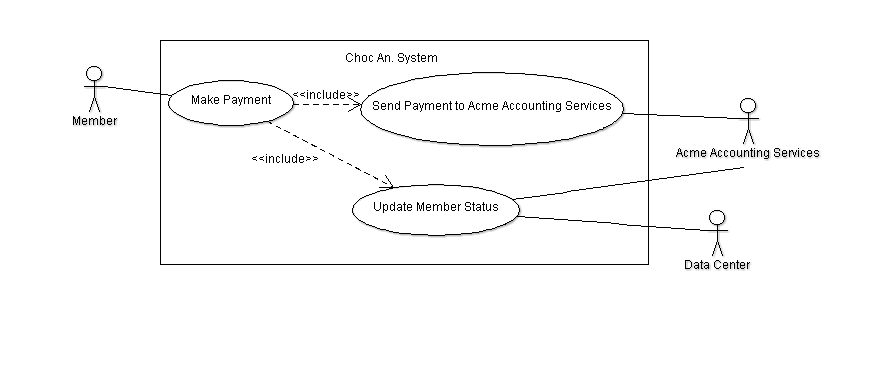 Choc An. System
<<include>>
Make Payment
Send Payment to Acme Accounting Services
Member
Acme Accounting Services
<<include>>
Update Member Status
Data Center